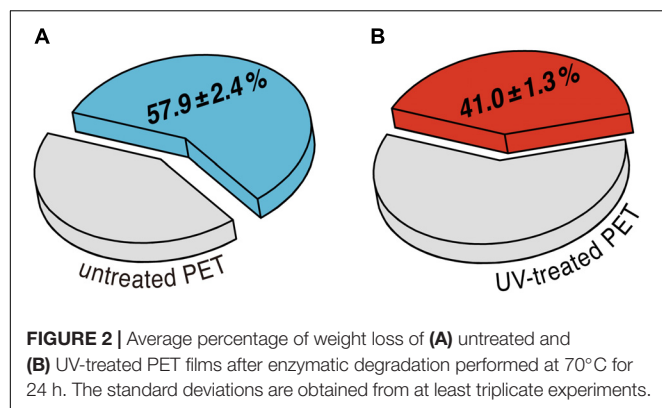 A
B
57.9±2.4%
41.0±1.3%
untreated PET
UV-treated PET
FIGURE 2 | Average percentage of weight loss of (A) untreated and
(B) UV-treated PET films after enzymatic degradation performed at 70°C for
24 h. The standard deviations are obtained from at least triplicate experiments.